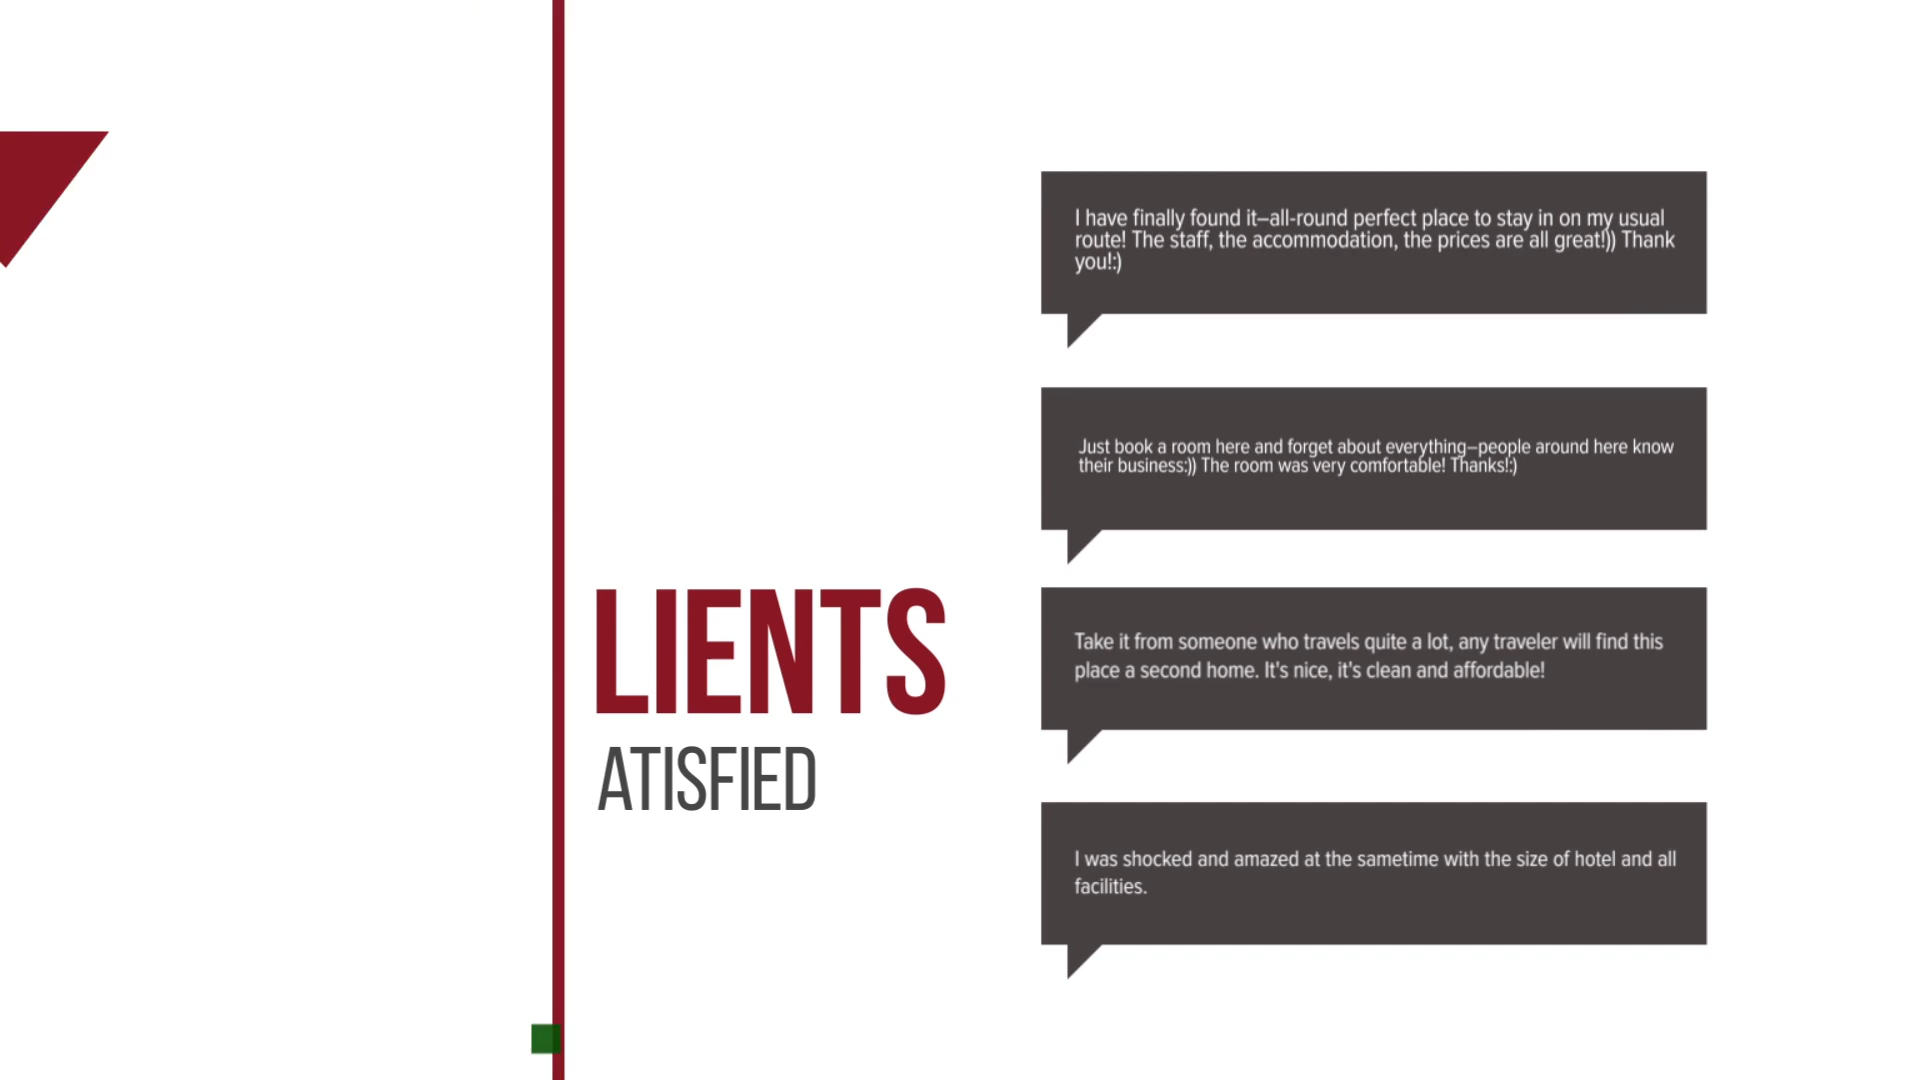 LIENTS
ATISFIED
I have finally found it–all-round perfect place to stay in on my usual
route! The staff, the accommodation, the prices are all great!)) Thank
you!:)
Just book a room here and forget about everything–people around here know
their business:)) The room was very comfortable! Thanks!:)
Take it from someone who travels quite a lot, any traveler will find this
place a second home. It's nice, it's clean and affordable!
I was shocked and amazed at the sametime with the size of hotel and all
facilities.